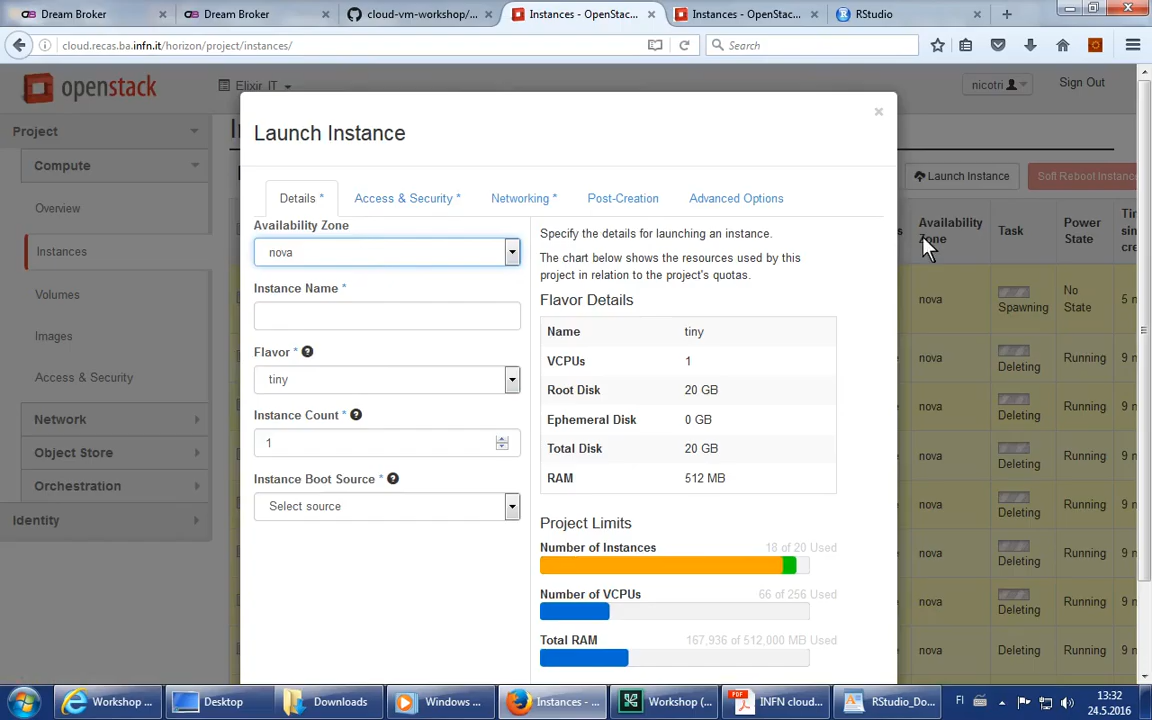 Dream Broker
Dream Broker
cloud-vm-workshop/...
Instances - OpenStac...
Instances - OpenStac...
RStudio
cloud.recas.ba.infn.it/horizon/project/instances/
Search
openstack
Elixir_IT
nicotri
Sign Out
Project
Compute
Overview
Instances
Volumes
Images
Access & Security
Network
Object Store
Orchestration
Identity
Launch Instance
Details *
Access & Security *
Networking *
Post-Creation
Advanced Options
Availability Zone
nova
Instance Name *
Flavor *
tiny
Instance Count *
1
Instance Boot Source *
Select source
Specify the details for launching an instance.
The chart below shows the resources used by this
project in relation to the project's quotas.
Flavor Details
Name tiny
VCPUs 1
Root Disk 20 GB
Ephemeral Disk 0 GB
Total Disk 20 GB
RAM 512 MB
Project Limits
Number of Instances 18 of 20 Used
Number of VCPUs 66 of 256 Used
Total RAM 167,936 of 512,000 MB Used
Launch Instance
Soft Reboot Instance
Availability
Zone
Task
Power
State
nova
Spawning
No
State
nova
Deleting
Running
nova
Deleting
Running
nova
Deleting
Running
nova
Deleting
Running
nova
Deleting
Running
nova
Deleting
Running
nova
Deleting
Running
Workshop ...
Desktop
Downloads
Windows ...
Instances - ...
Workshop (...
INFN cloud...
RStudio_Do...
FI
13:32
24.5.2016